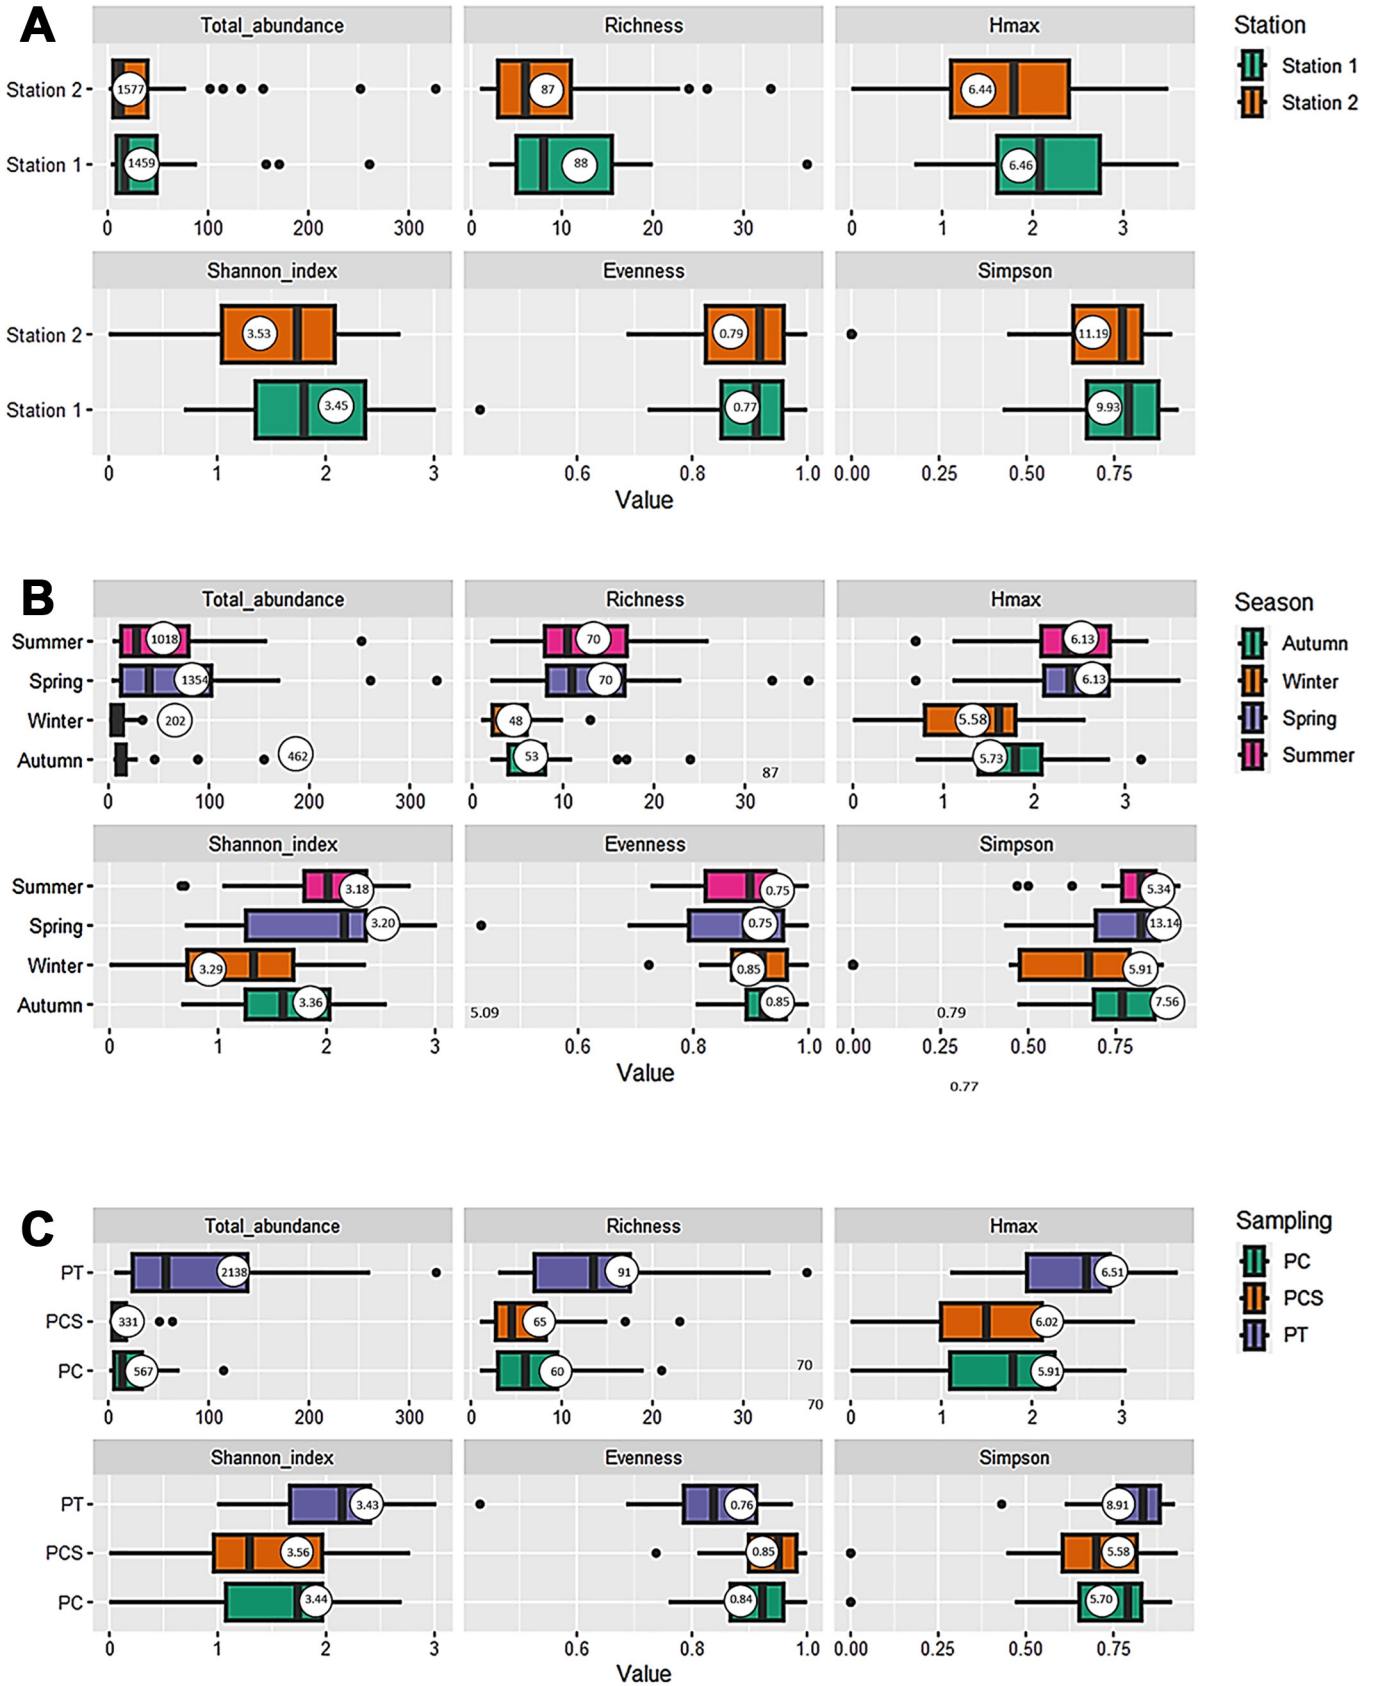 A
Total_abundance Richness Hmax Station
Station 2 1577 87 6.44 Station 1
Station 2
Station 1 1459 88 6.46
0 100 200 300 0 10 20 30 0 1 2 3
Shannon_index Evenness Simpson
Station 2 3.53 0.79 11.19
Station 1 3.45 0.77 9.93
0 1 2 3 0.6 0.8 1.0 0.00 0.25 0.50 0.75
Value
B
Total_abundance Richness Hmax Season
Summer 1018 70 6.13 Autumn
Spring 1354 70 6.13 Winter
Winter 202 48 5.58 Spring
Autumn 462 53 5.73 Summer
87
0 100 200 300 0 10 20 30 0 1 2 3
Shannon_index Evenness Simpson
Summer 3.18 0.75 5.34
Spring 3.20 0.75 13.14
Winter 3.29 0.85 5.91
Autumn 3.36 0.85 7.56
5.09 0.79
0 1 2 3 0.6 0.8 1.0 0.00 0.25 0.50 0.75
Value
0.77
C
Total_abundance Richness Hmax Sampling
PT 2138 91 6.51 PC
PCS 331 65 6.02 PCS
PT
PC 567 60 70 5.91
70
0 100 200 300 0 10 20 30 0 1 2 3
Shannon_index Evenness Simpson
PT 3.43 0.76 8.91
PCS 3.56 0.85 5.58
PC 3.44 0.84 5.70
0 1 2 3 0.6 0.8 1.0 0.00 0.25 0.50 0.75
Value